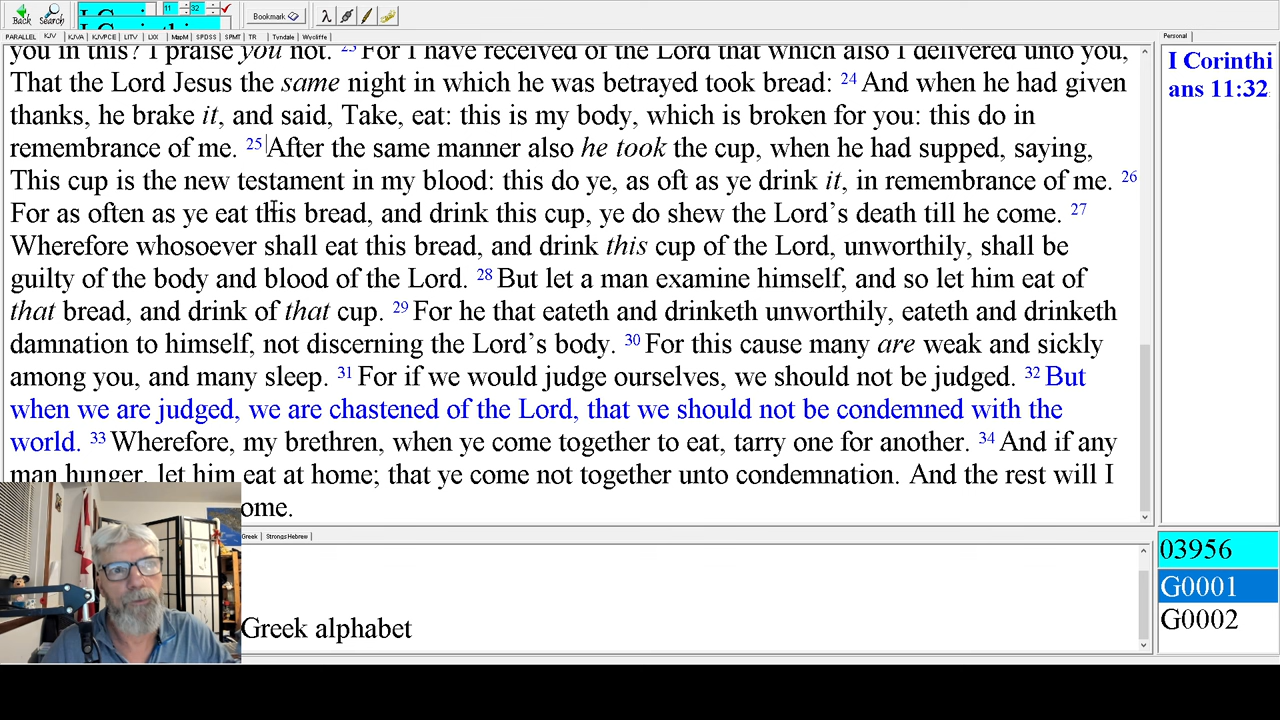 Back Search 11 32 Bookmark
PARALLEL KJV KJVA KJVPCE LITV LXX MapM SPDSS SPMT TR Tyndale Wycliffe Personal
you in this? I praise you not. 23 For I have received of the Lord that which also I delivered unto you,
That the Lord Jesus the same night in which he was betrayed took bread: 24 And when he had given
thanks, he brake it, and said, Take, eat: this is my body, which is broken for you: this do in
remembrance of me. 25 After the same manner also he took the cup, when he had supped, saying,
This cup is the new testament in my blood: this do ye, as oft as ye drink it, in remembrance of me. 26
For as often as ye eat this bread, and drink this cup, ye do shew the Lord’s death till he come. 27
Wherefore whosoever shall eat this bread, and drink this cup of the Lord, unworthily, shall be
guilty of the body and blood of the Lord. 28 But let a man examine himself, and so let him eat of
that bread, and drink of that cup. 29 For he that eateth and drinketh unworthily, eateth and drinketh
damnation to himself, not discerning the Lord’s body. 30 For this cause many are weak and sickly
among you, and many sleep. 31 For if we would judge ourselves, we should not be judged. 32 But
when we are judged, we are chastened of the Lord, that we should not be condemned with the
world. 33 Wherefore, my brethren, when ye come together to eat, tarry one for another. 34 And if any
man hunger, let him eat at home; that ye come not together unto condemnation. And the rest will I
ome.
I Corinthi
ans 11:32
Greek Strongs Hebrew
Greek alphabet
03956
G0001
G0002